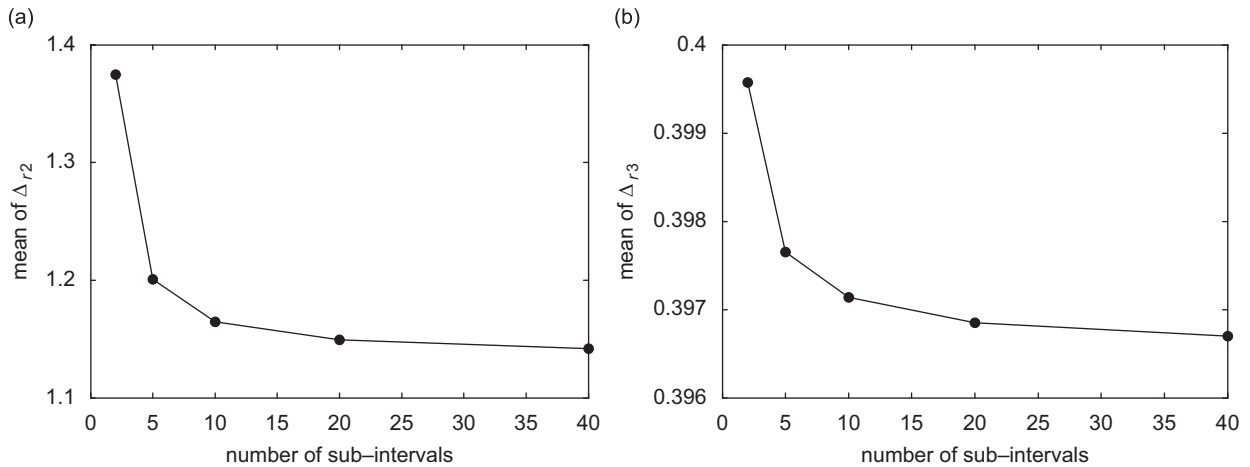 (a)
1.4
1.3
1.2
1.1
mean of Δr2
0 5 10 15 20 25 30 35 40
number of sub–intervals
(b)
0.4
0.399
0.398
0.397
0.396
mean of Δr3
0 5 10 15 20 25 30 35 40
number of sub–intervals